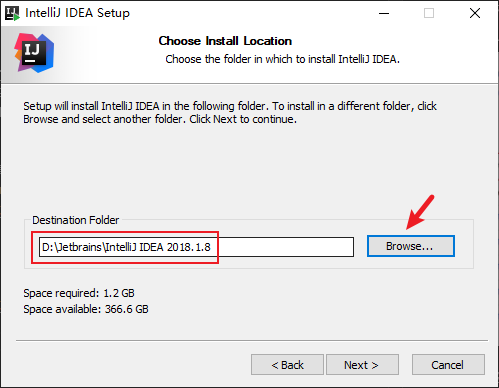 IntelliJ IDEA Setup
IJ
Choose Install Location
Choose the folder in which to install IntelliJ IDEA.
Setup will install IntelliJ IDEA in the following folder. To install in a different folder, click
Browse and select another folder. Click Next to continue.
Destination Folder
D:\Jetbrains\IntelliJ IDEA 2018.1.8
Browse...
Space required: 1.2 GB
Space available: 366.6 GB
< Back
Next >
Cancel